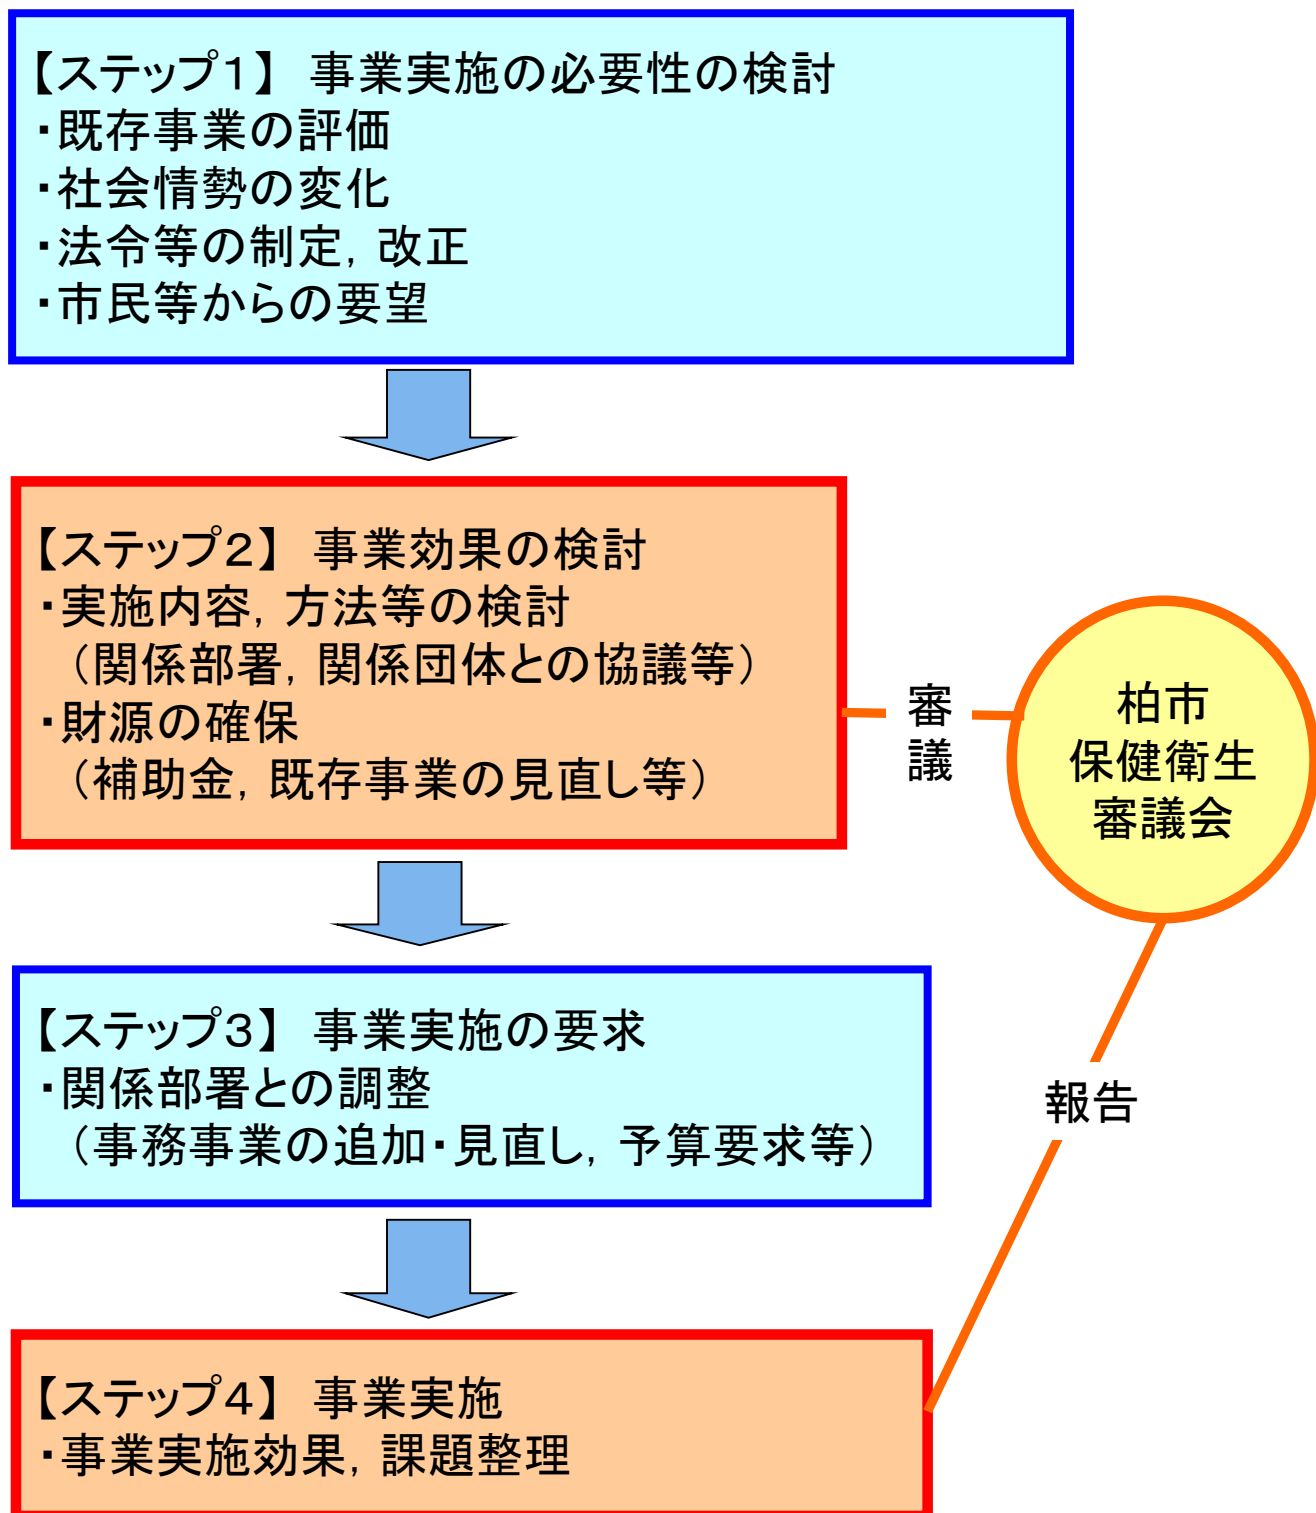 【ステップ１】 事業実施の必要性の検討
・既存事業の評価
・社会情勢の変化
・法令等の制定，改正
・市民等からの要望
【ステップ２】 事業効果の検討
・実施内容，方法等の検討
（関係部署，関係団体との協議等）
・財源の確保
（補助金，既存事業の見直し等）
審
議
柏市
保健衛生
審議会
【ステップ３】 事業実施の要求
・関係部署との調整
（事務事業の追加・見直し，予算要求等）
報告
【ステップ４】 事業実施
・事業実施効果，課題整理